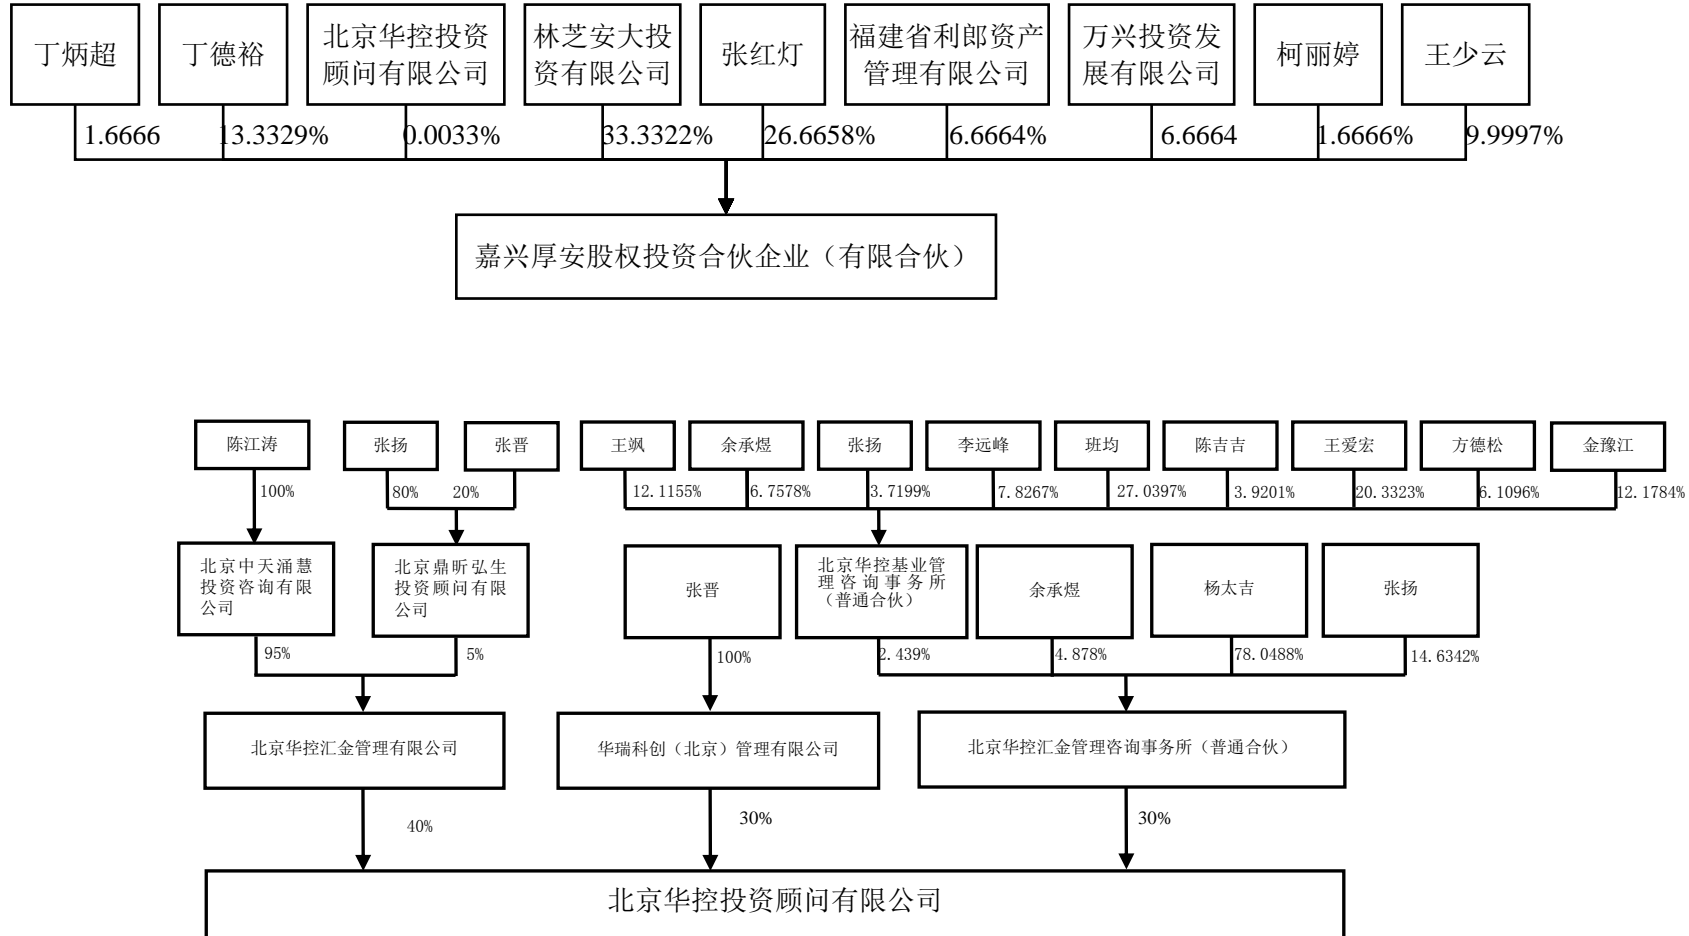 丁炳超
丁德裕
北京华控投资
顾问有限公司
林芝安大投
资有限公司
张红灯
福建省利郎资产
管理有限公司
万兴投资发
展有限公司
柯丽婷
王少云
1.6666
13.3329%
0.0033%
33.3322%
26.6658%
6.6664%
6.6664
1.6666%
9.9997%
嘉兴厚安股权投资合伙企业（有限合伙）
陈江涛
张扬
张晋
王飒
余承煜
张扬
李远峰
班均
陈吉吉
王爱宏
方德松
金豫江
100%
80%
20%
12.1155%
6.7578%
3.7199%
7.8267%
27.0397%
3.9201%
20.3323%
6.1096%
12.1784%
北京中天涌慧
投资咨询有限
公司
北京鼎昕弘生
投资顾问有限
公司
张晋
北京华控基业管
理咨询事务所
（普通合伙）
余承煜
杨太吉
张扬
95%
5%
100%
2.439%
4.878%
78.0488%
14.6342%
北京华控汇金管理有限公司
华瑞科创（北京）管理有限公司
北京华控汇金管理咨询事务所（普通合伙）
40%
30%
30%
北京华控投资顾问有限公司